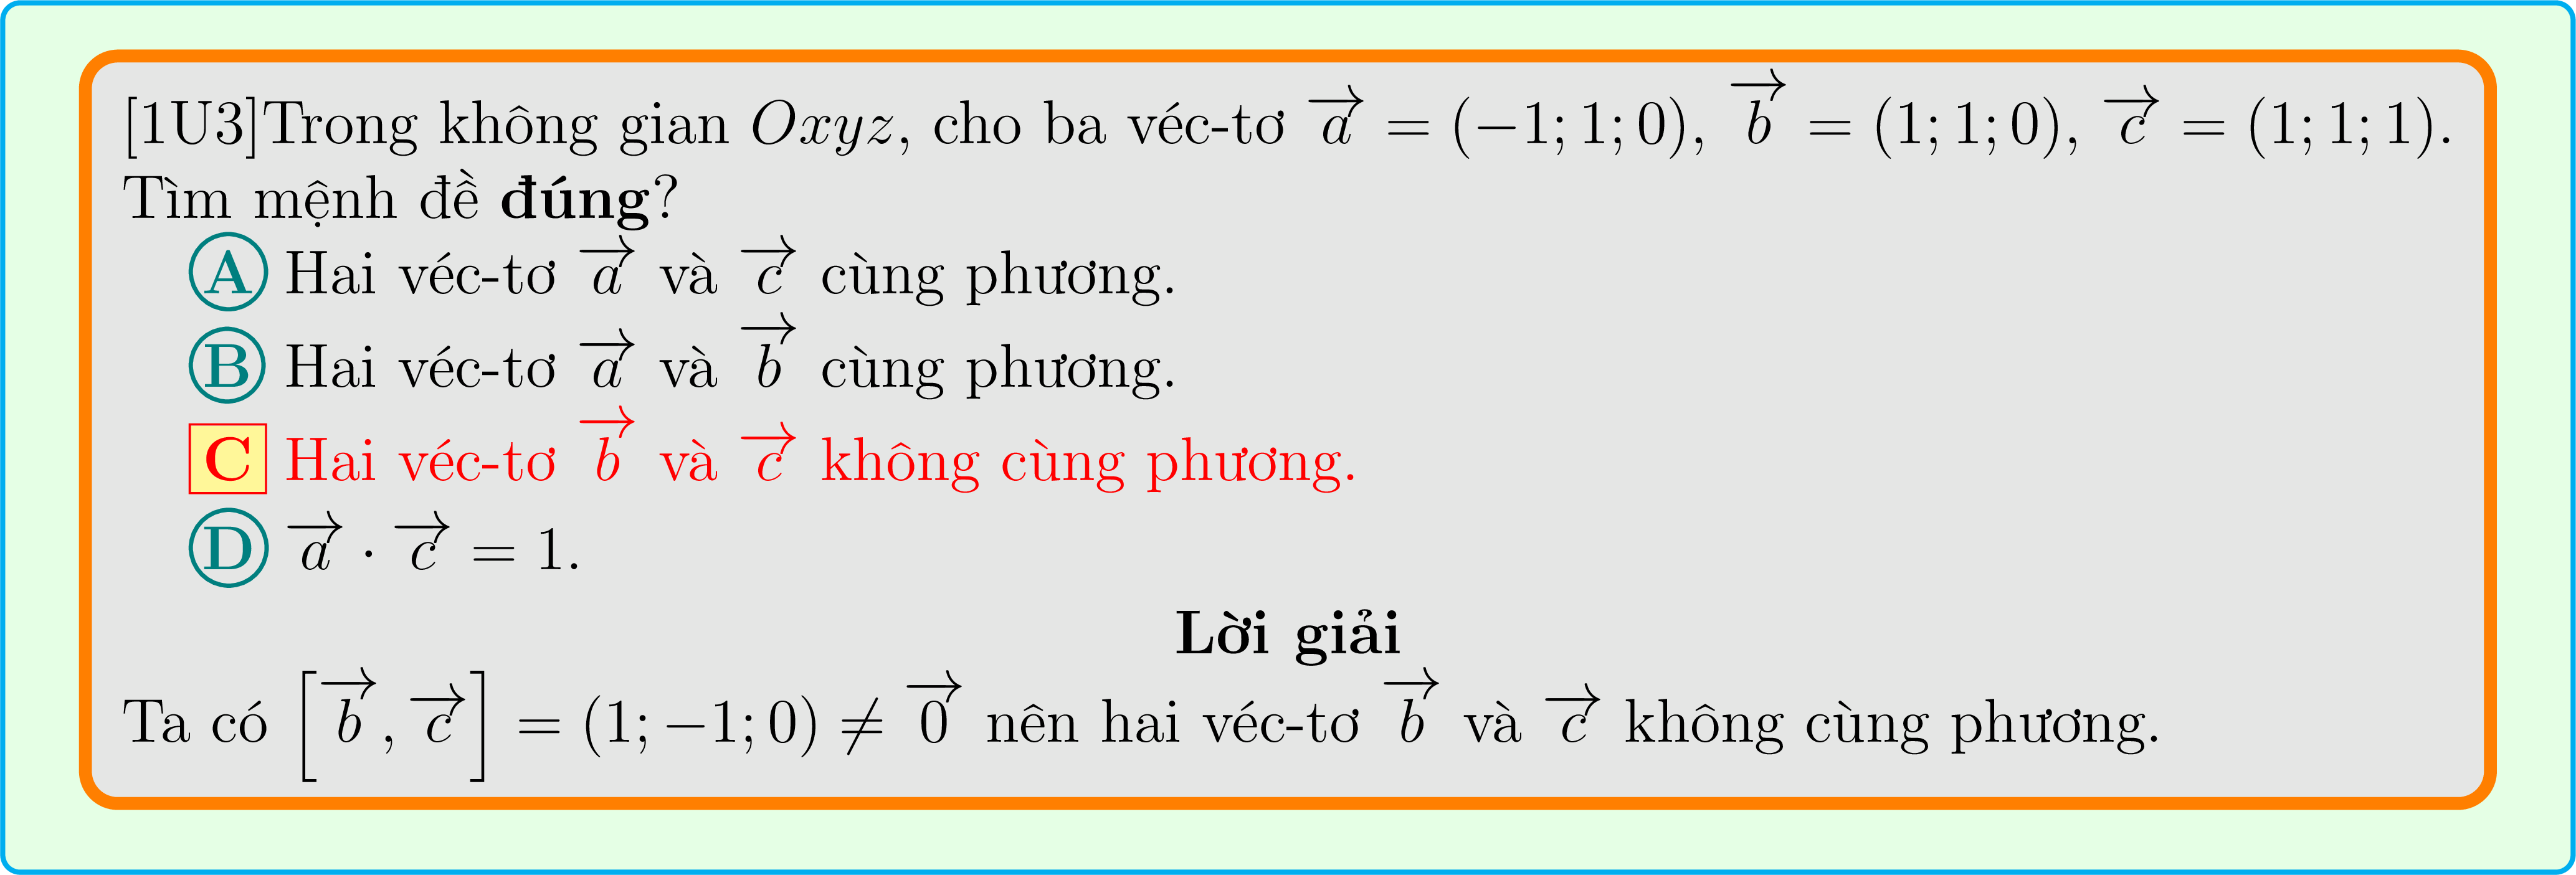 [1U3]Trong không gian Oxyz, cho ba véc-tơ $\overrightarrow{a} = (-1; 1; 0)$, $\overrightarrow{b} = (1; 1; 0)$, $\overrightarrow{c} = (1; 1; 1)$.
Tìm mệnh đề đúng?
A Hai véc-tơ $\overrightarrow{a}$ và $\overrightarrow{c}$ cùng phương.
B Hai véc-tơ $\overrightarrow{a}$ và $\overrightarrow{b}$ cùng phương.
C Hai véc-tơ $\overrightarrow{b}$ và $\overrightarrow{c}$ không cùng phương.
D $\overrightarrow{a} \cdot \overrightarrow{c} = 1$.
Lời giải
Ta có $\left[\overrightarrow{b}, \overrightarrow{c}\right] = (1; -1; 0) \neq \overrightarrow{0}$ nên hai véc-tơ $\overrightarrow{b}$ và $\overrightarrow{c}$ không cùng phương.